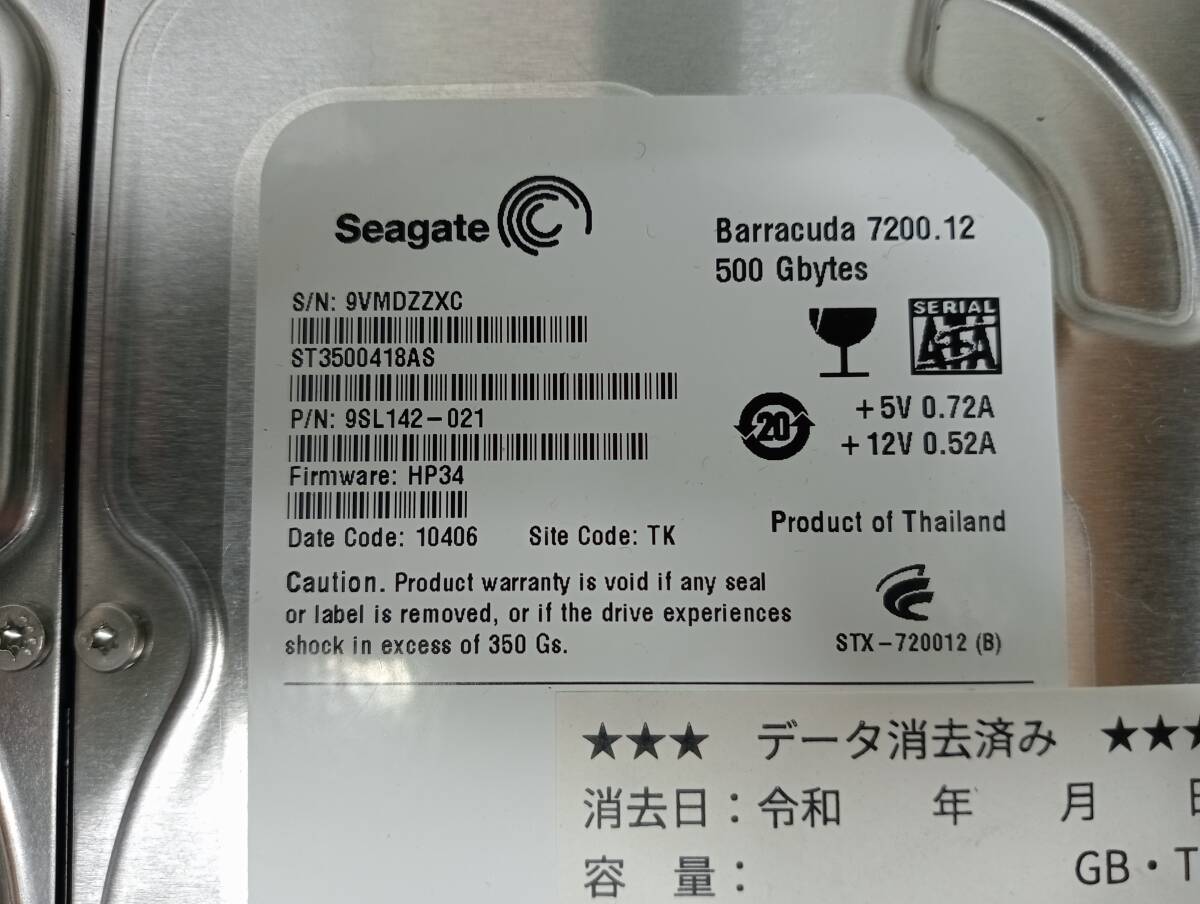 Seagate
Barracuda 7200.12
500 Gbytes
S/N: 9VMDZZXC
ST3500418AS
P/N: 9SL142-021
Firmware: HP34
Date Code: 10406 Site Code: TK
SERIAL
ATA
20
+5V 0.72A
+12V 0.52A
Product of Thailand
Caution. Product warranty is void if any seal
or label is removed, or if the drive experiences
shock in excess of 350 Gs.
STX-720012 (B)
★★★ データ消去済み ★★★
消去日：令和 年 月 日
容 量： GB・T